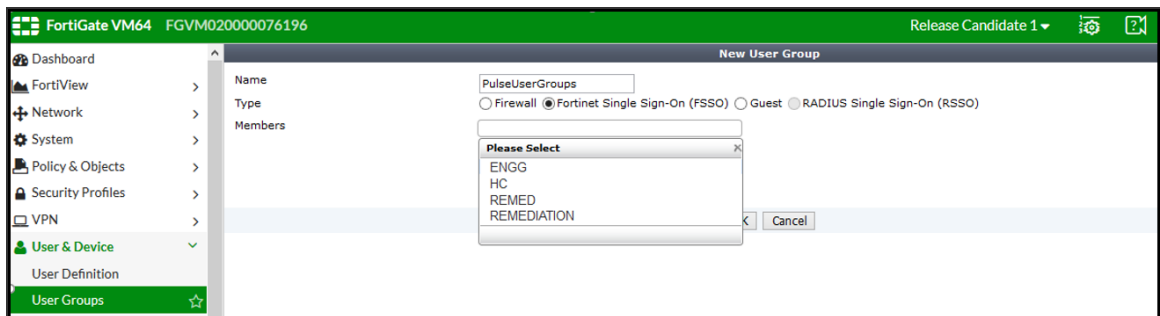 FortiGate VM64 FGVM020000076196 Release Candidate 1
Dashboard
FortiView
Network
System
Policy & Objects
Security Profiles
VPN
User & Device
User Definition
User Groups
New User Group
Name PulseUserGroups
Type Firewall Fortinet Single Sign-On (FSSO) Guest RADIUS Single Sign-On (RSSO)
Members
Please Select
ENGG
HC
REMED
REMEDIATION
Cancel